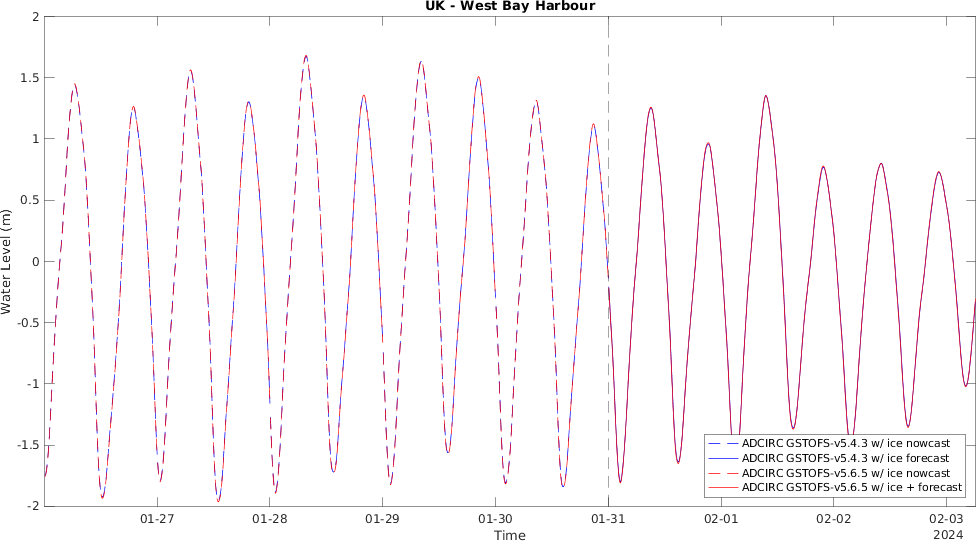 UK - West Bay Harbour
2
1.5
1
0.5
0
-0.5
-1
-1.5
-2
Water Level (m)
01-27
01-28
01-29
01-30
01-31
02-01
02-02
02-03
Time
2024
ADCIRC GSTOFS-v5.4.3 w/ ice nowcast
ADCIRC GSTOFS-v5.4.3 w/ ice forecast
ADCIRC GSTOFS-v5.6.5 w/ ice nowcast
ADCIRC GSTOFS-v5.6.5 w/ ice + forecast